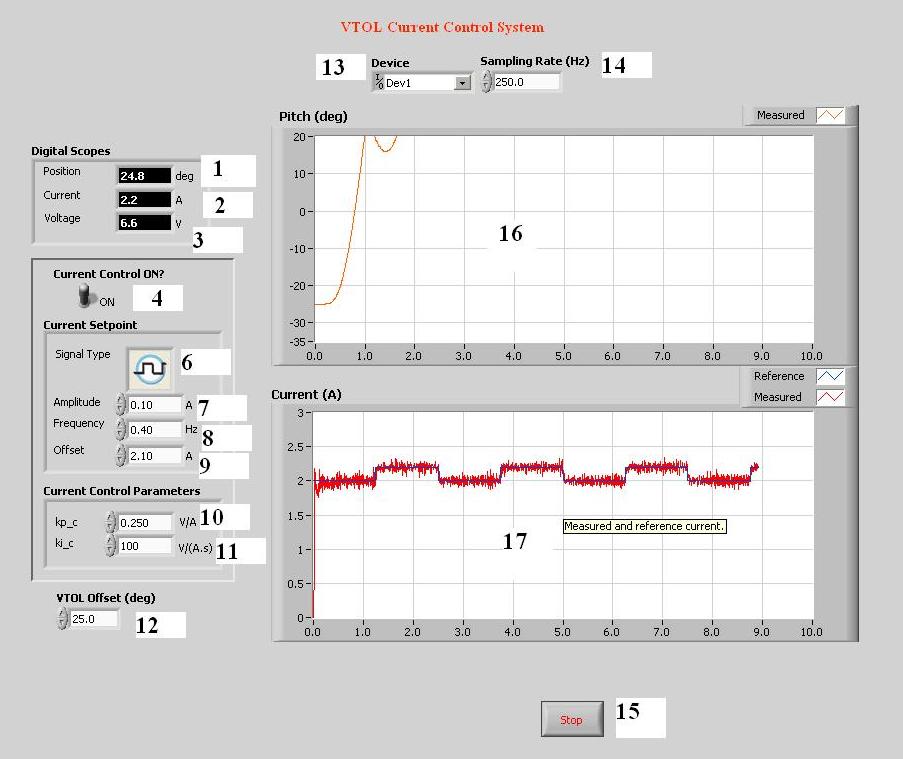 VTOL Current Control System
13 Device Sampling Rate (Hz) 14
I/O Dev1 250.0
Pitch (deg) Measured
Digital Scopes
Position 24.8 deg 1
Current 2.2 A 2
Voltage 6.6 V 3
Current Control ON?
ON 4
Current Setpoint
Signal Type 6
Amplitude 0.10 A 7
Frequency 0.40 Hz 8
Offset 2.10 A 9
Current Control Parameters
kp_c 0.250 V/A 10
ki_c 100 V/(A.s) 11
VTOL Offset (deg)
25.0 12
20
10
0
-10
-20
-30
-35
16
0.0 1.0 2.0 3.0 4.0 5.0 6.0 7.0 8.0 9.0 10.0
Current (A) Reference
Measured
3
2.5
2
1.5
1
0.5
0
Measured and reference current.
17
0.0 1.0 2.0 3.0 4.0 5.0 6.0 7.0 8.0 9.0 10.0
Stop 15